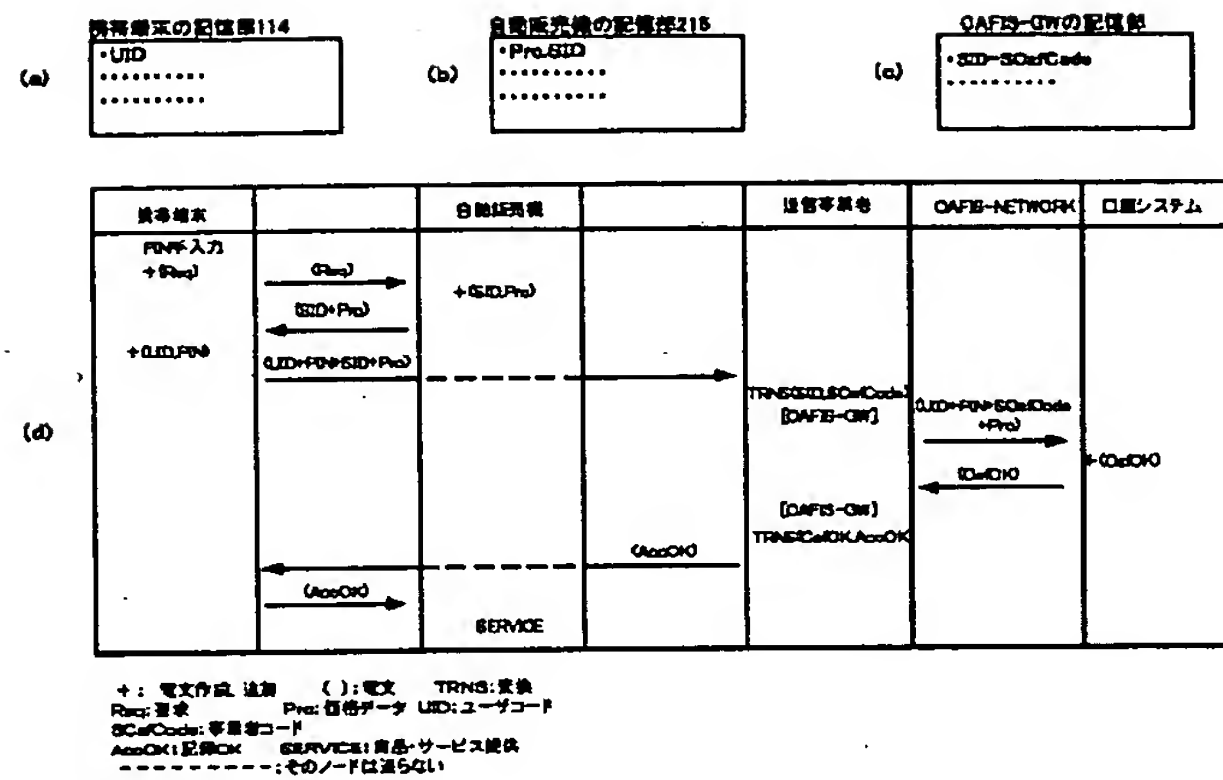 携帯端末の記憶部114
自動販売機の記憶部215
CAFIS-GWの記憶部
(a)
・UID
(b)
・Pro.SID
(c)
・SID-SCafCode
携帯端末
自動販売機
通信事業者
CAFIS-NETWORK
口座システム
PIN手入力
+(Req)
(Req)
+(SID,Pro)
(SID+Pro)
+(UID,PIN)
(UID+PIN+SID+Pro)
TRNS(SID,SCafCode)
[CAFIS-GW]
(UID+PIN+SCafCode
+Pro)
(d)
+(CafOK)
(CafOK)
[CAFIS-GW]
TRNS(CafOK,AccOK)
(AccOK)
(AccOK)
SERVICE
+: 電文作成, 追加 ( ):電文 TRNS:変換
Req:要求 Pro:価格データ UID:ユーザコード
SCafCode:事業者コード
AccOK:記録OK SERVICE:商品・サービス提供
----------:そのノードは通らない